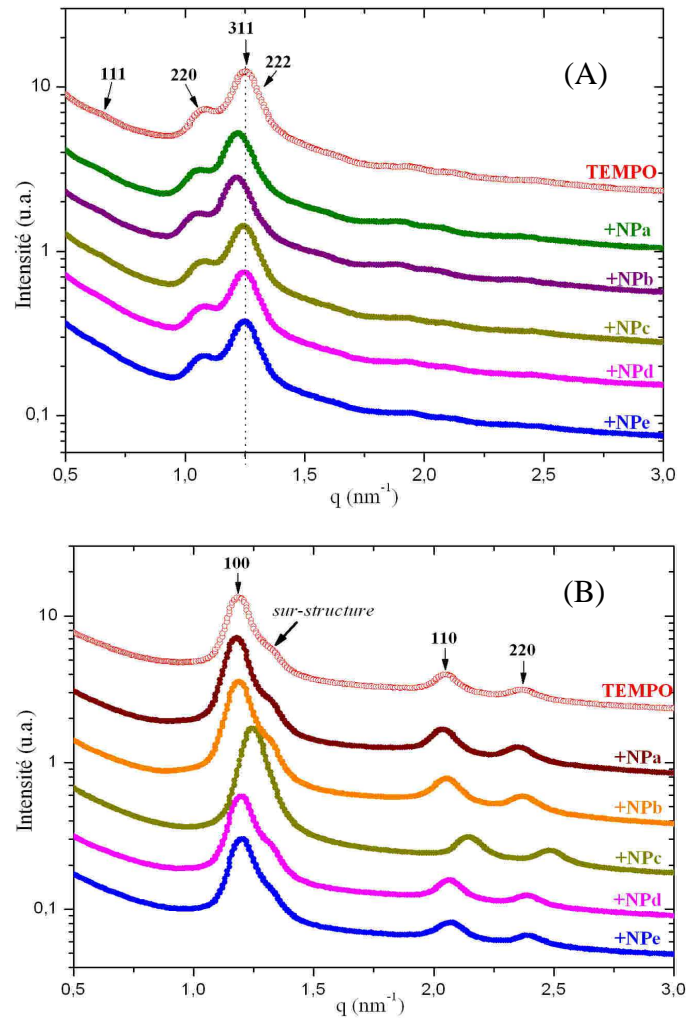 (A)
311
111
220
222
10
TEMPO
+NPa
1
+NPb
+NPc
+NPd
0,1
+NPe
Intensité (u.a.)
0,5 1,0 1,5 2,0 2,5 3,0
q (nm⁻¹)
(B)
100
sur-structure
110
220
10
TEMPO
+NPa
1
+NPb
+NPc
+NPd
0,1
+NPe
Intensité (u.a.)
0,5 1,0 1,5 2,0 2,5 3,0
q (nm⁻¹)